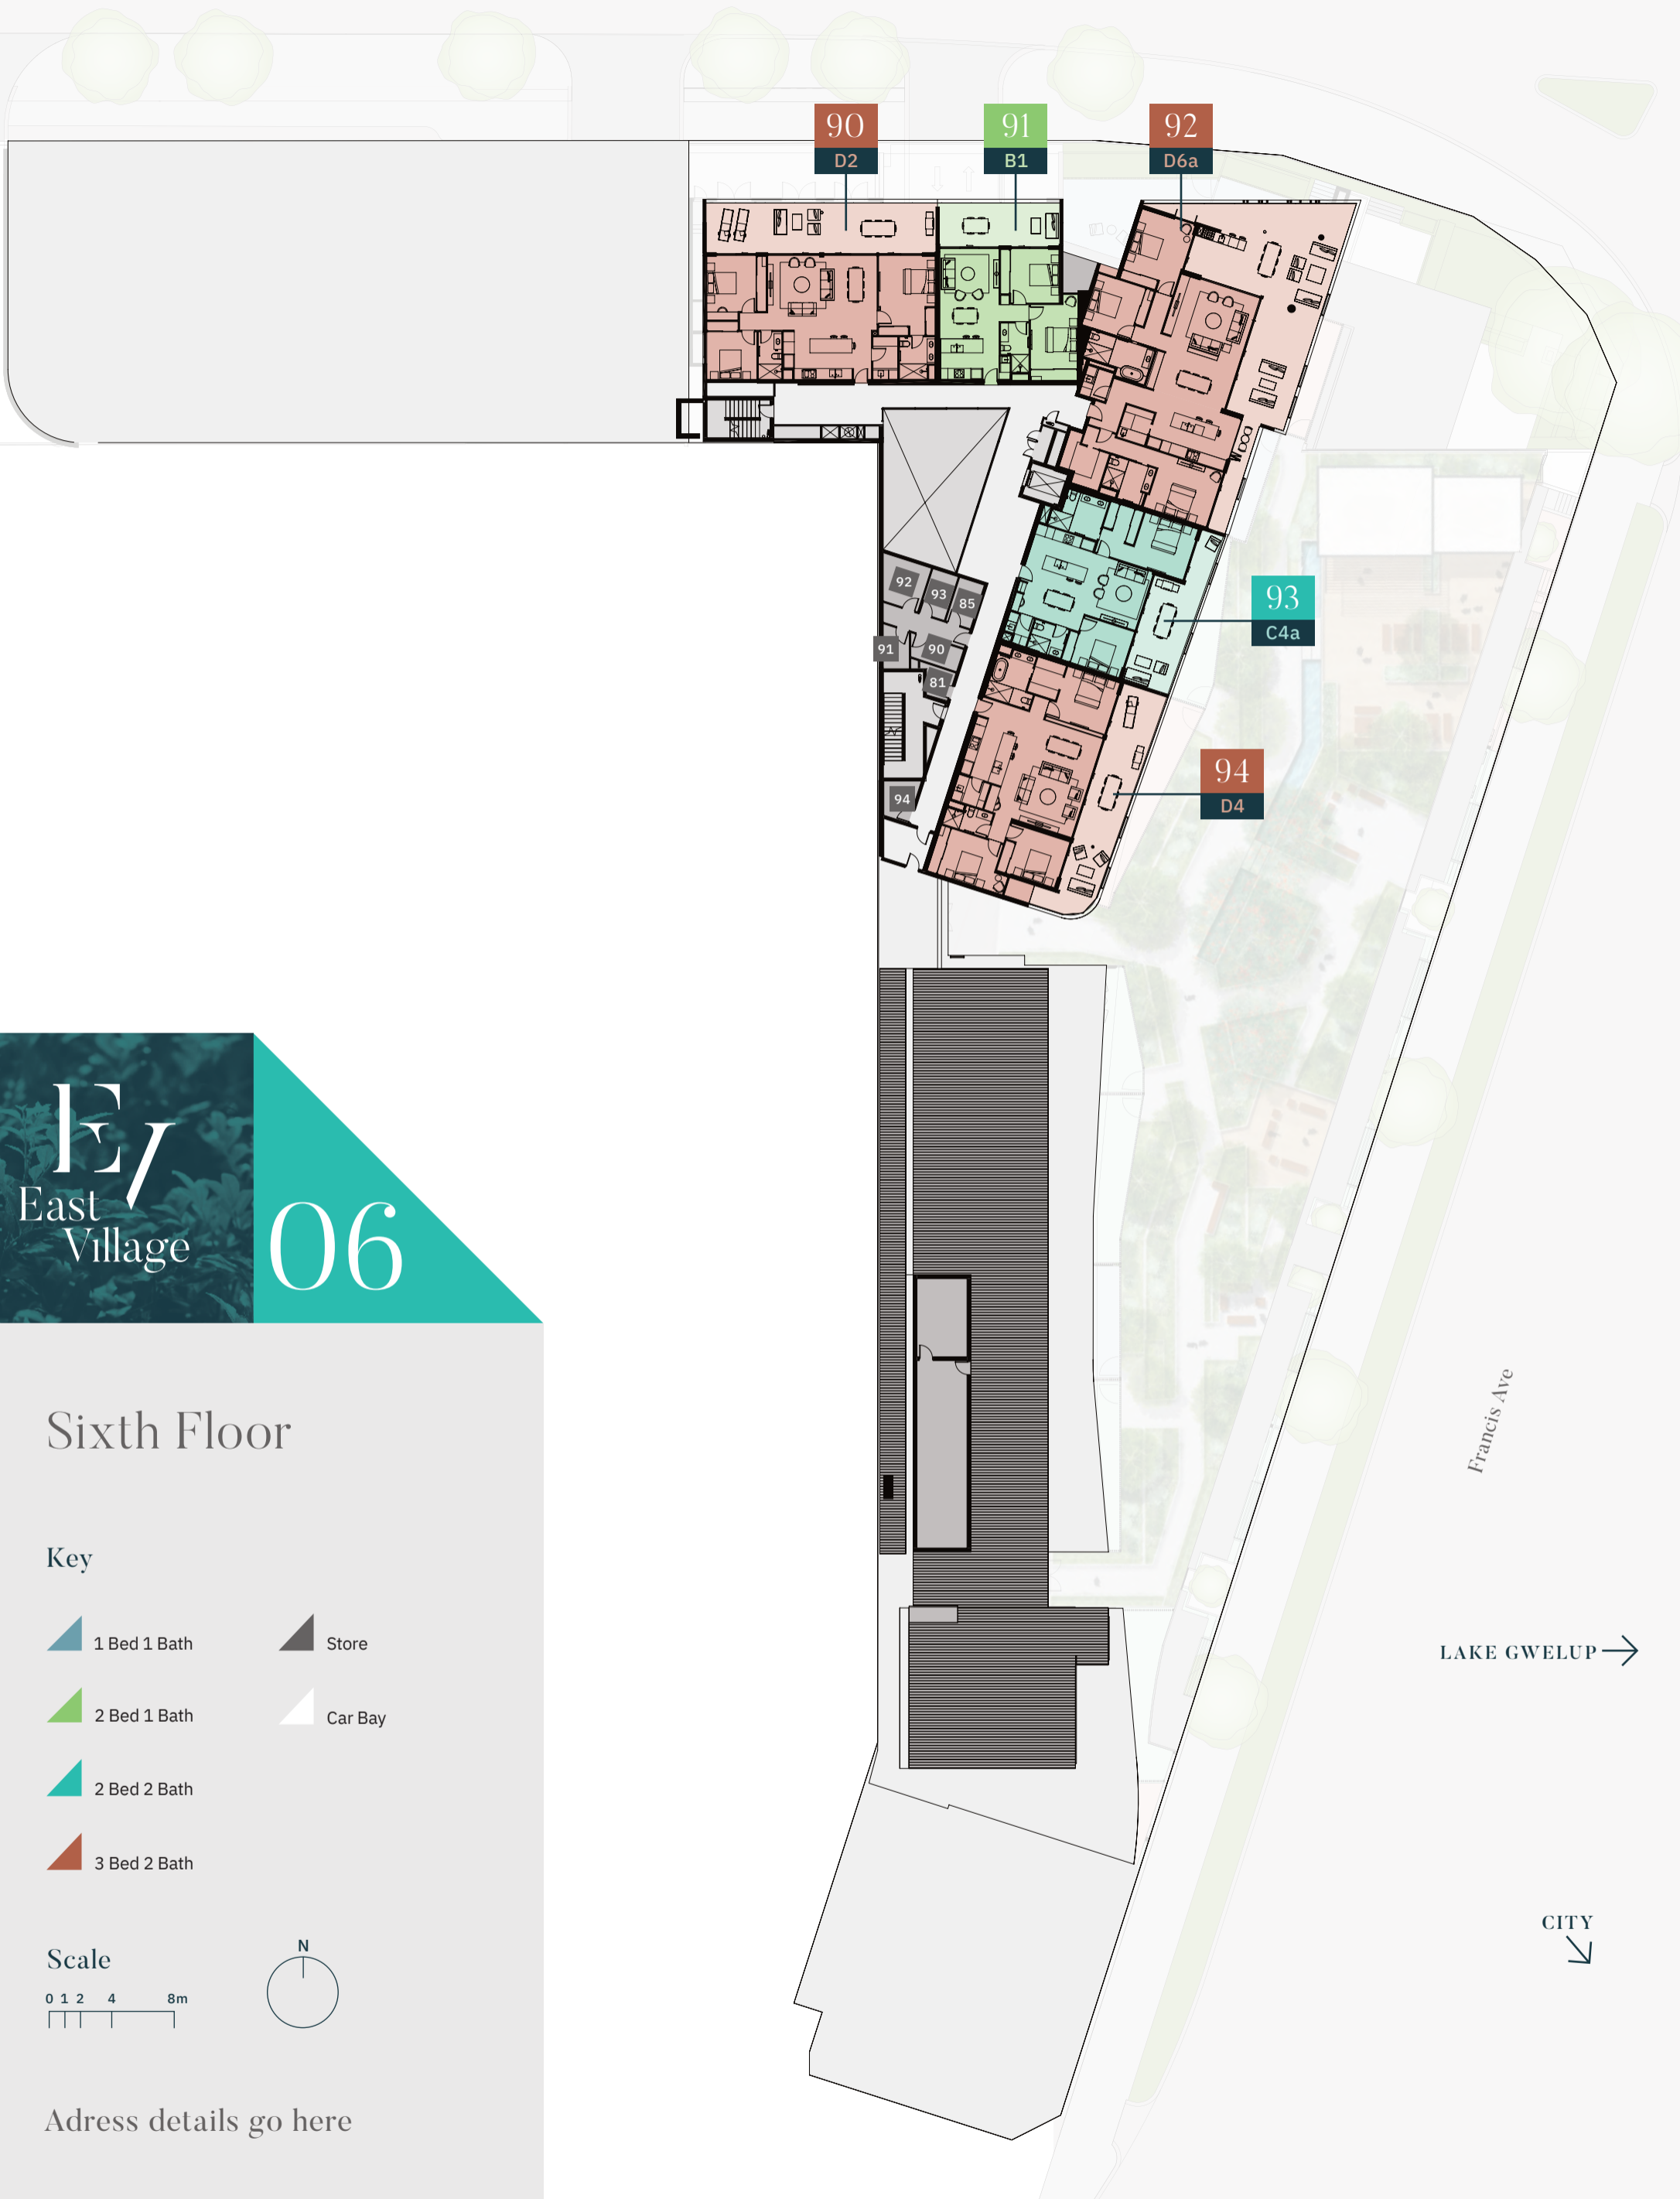 90
D2
91
B1
92
D6a
93
C4a
94
D4
92
93
85
91
90
81
94
EV
East
Village
06
Sixth Floor
Key
1 Bed 1 Bath
Store
2 Bed 1 Bath
Car Bay
2 Bed 2 Bath
3 Bed 2 Bath
Scale
0 1 2 4 8m
N
Adress details go here
Francis Ave
LAKE GWELUP
CITY